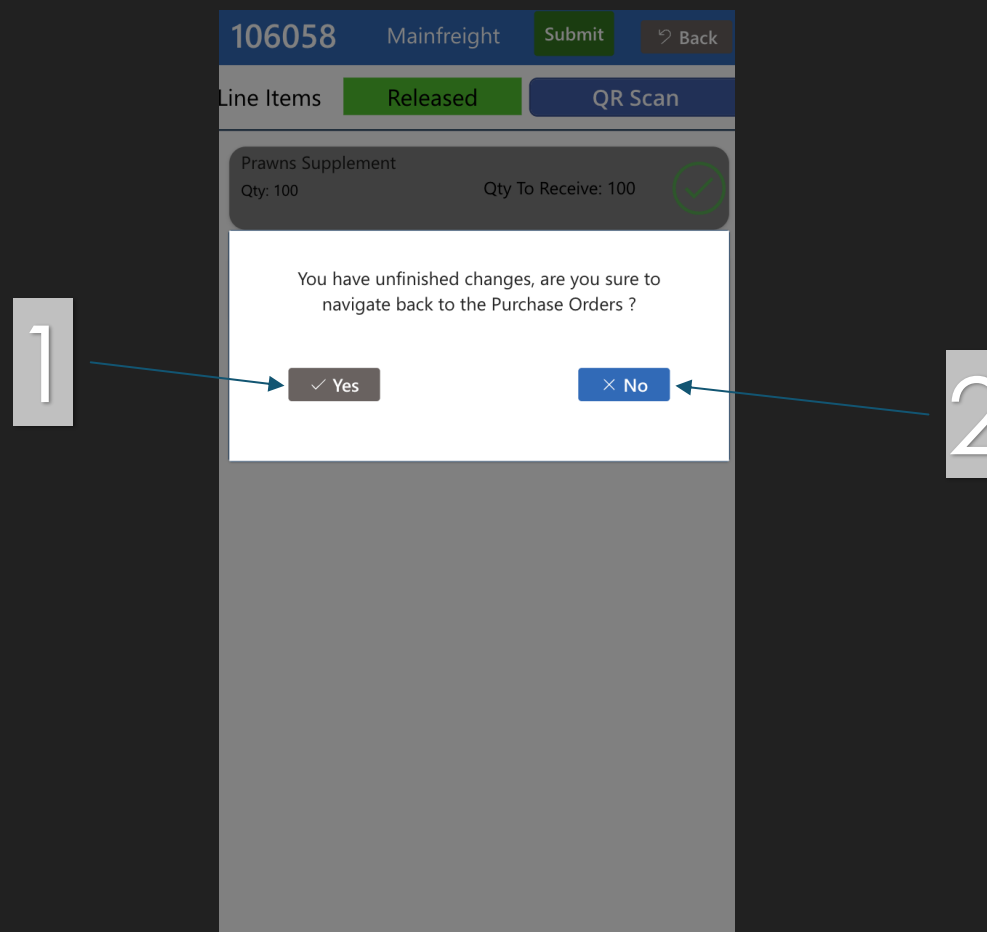 106058 Mainfreight Submit Back
Line Items Released QR Scan
Prawns Supplement
Qty: 100 Qty To Receive: 100
You have unfinished changes, are you sure to
navigate back to the Purchase Orders ?
1
Yes No
2